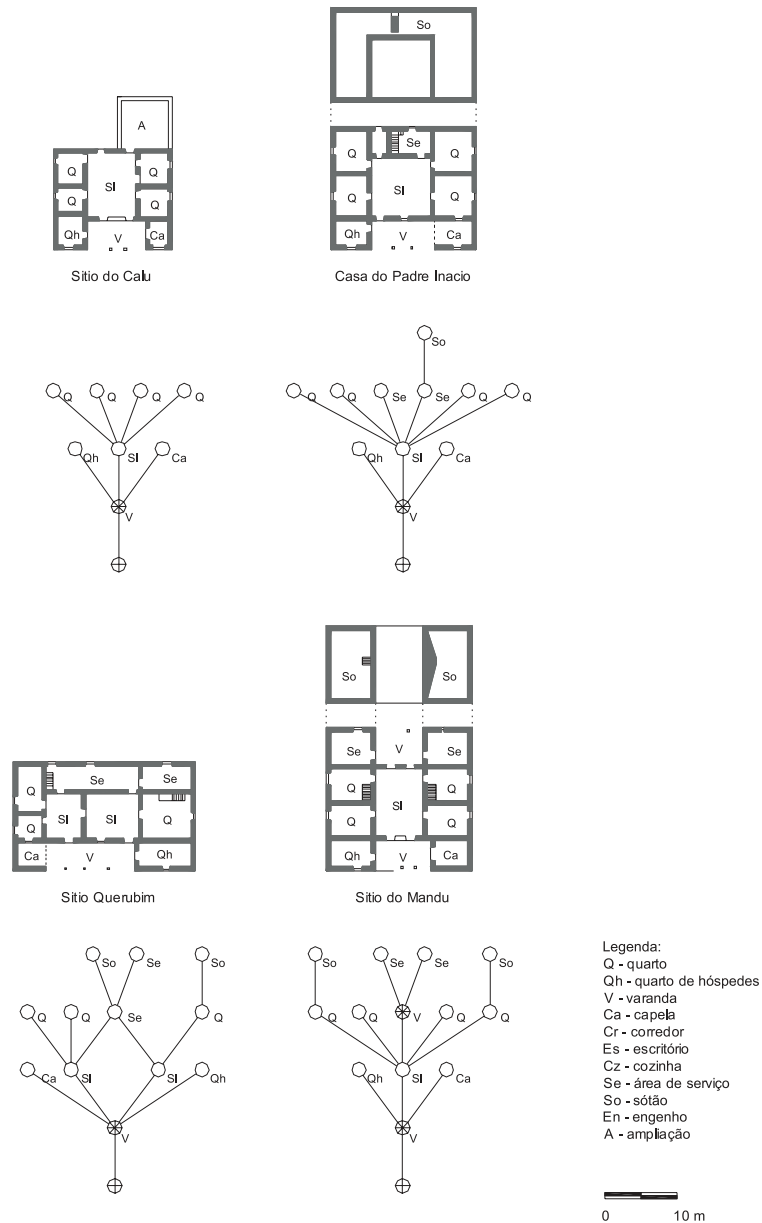 So
A
Q
Q
Q
Se
Q
Sl
Q
Q
Q
Sl
Q
Qh
V
Ca
Qh
V
Ca
Sitio do Calu
Casa do Padre Inacio
So
Q
Q
Q
Q
Q
Q
Se
Se
Q
Q
Qh
Sl
Ca
Qh
Sl
Ca
V
V
So
So
Se
Se
Q
Se
V
Se
Q
Sl
Sl
Q
Q
Sl
Q
Q
Q
Q
Ca
V
Qh
Qh
V
Ca
Sitio Querubim
Sitio do Mandu
So
Se
So
So
Se
Se
So
Q
Q
Se
Q
Q
Q
V
Q
Q
Ca
Sl
Sl
Qh
Qh
Sl
Ca
V
V
Legenda:
Q - quarto
Qh - quarto de hóspedes
V - varanda
Ca - capela
Cr - corredor
Es - escritório
Cz - cozinha
Se - área de serviço
So - sótão
En - engenho
A - ampliação
0 10 m